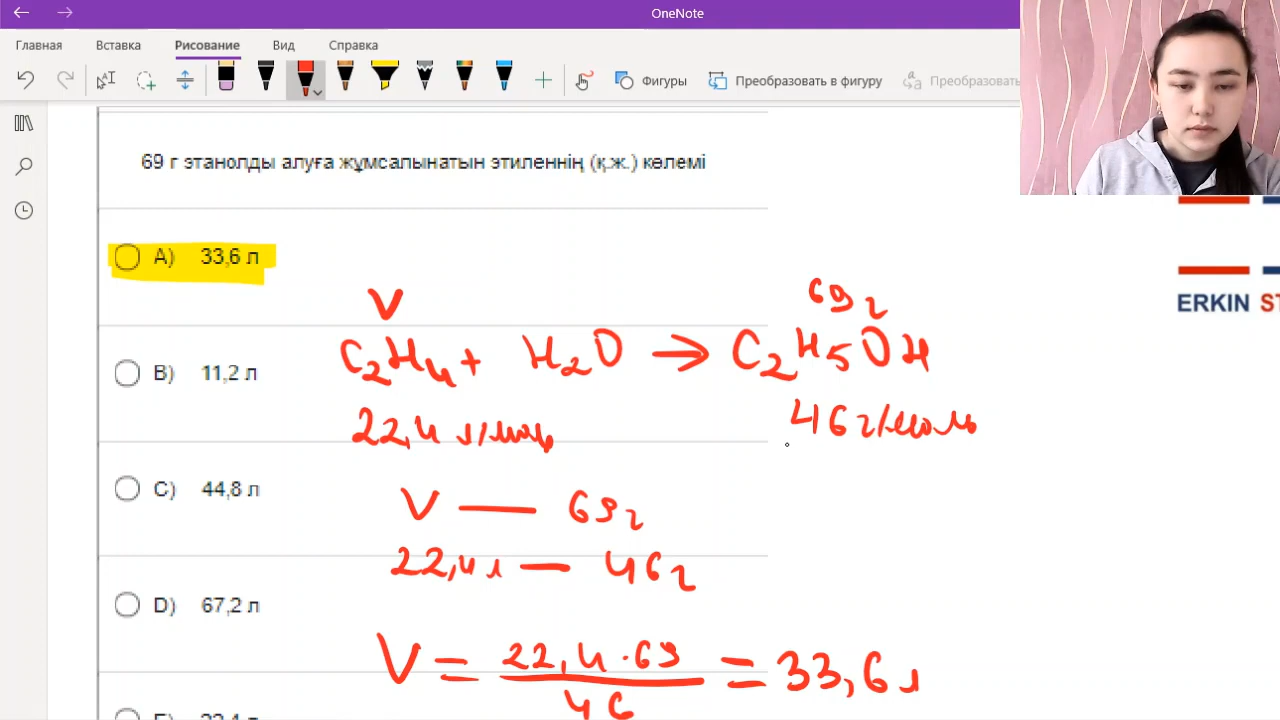 OneNote
Главная Вставка Рисование Вид Справка
Фигуры Преобразовать в фигуру Преобразовать
69 г этанолды алуға жұмсалынатын этиленнің (қ.ж.) көлемі
A) 33,6 л
B) 11,2 л
C) 44,8 л
D) 67,2 л
V 69 г
C₂H₄ + H₂O → C₂H₅OH
22,4 л/моль 46 г/моль
V — 69 г
22,4 л — 46 г
V = 22,4 · 69 / 46 = 33,6 л
ERKIN